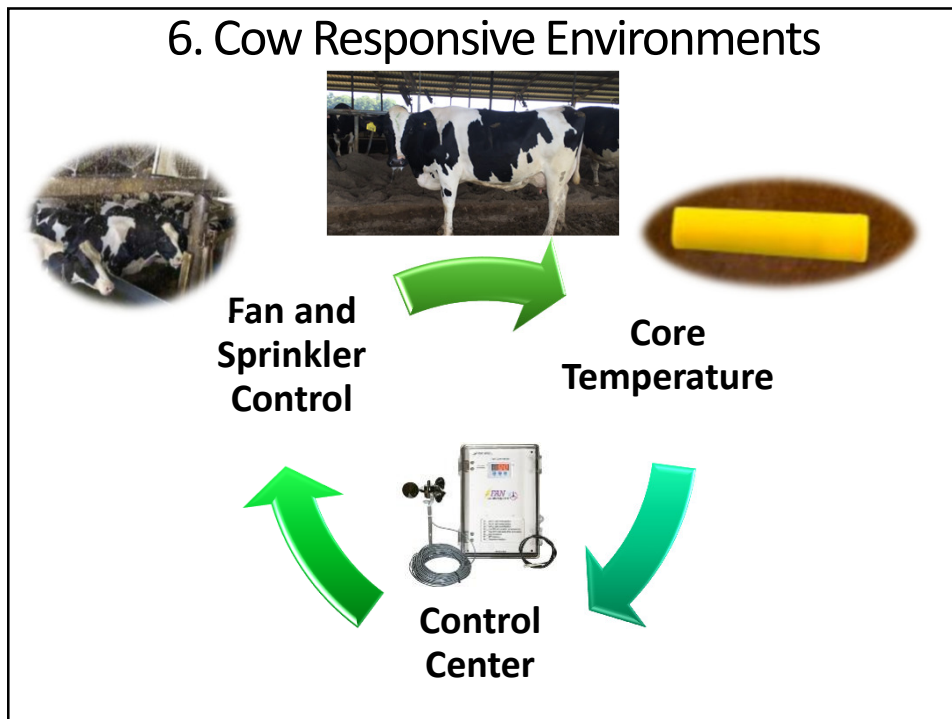 6. Cow Responsive Environments
Fan and
Sprinkler
Control
Core
Temperature
Control
Center